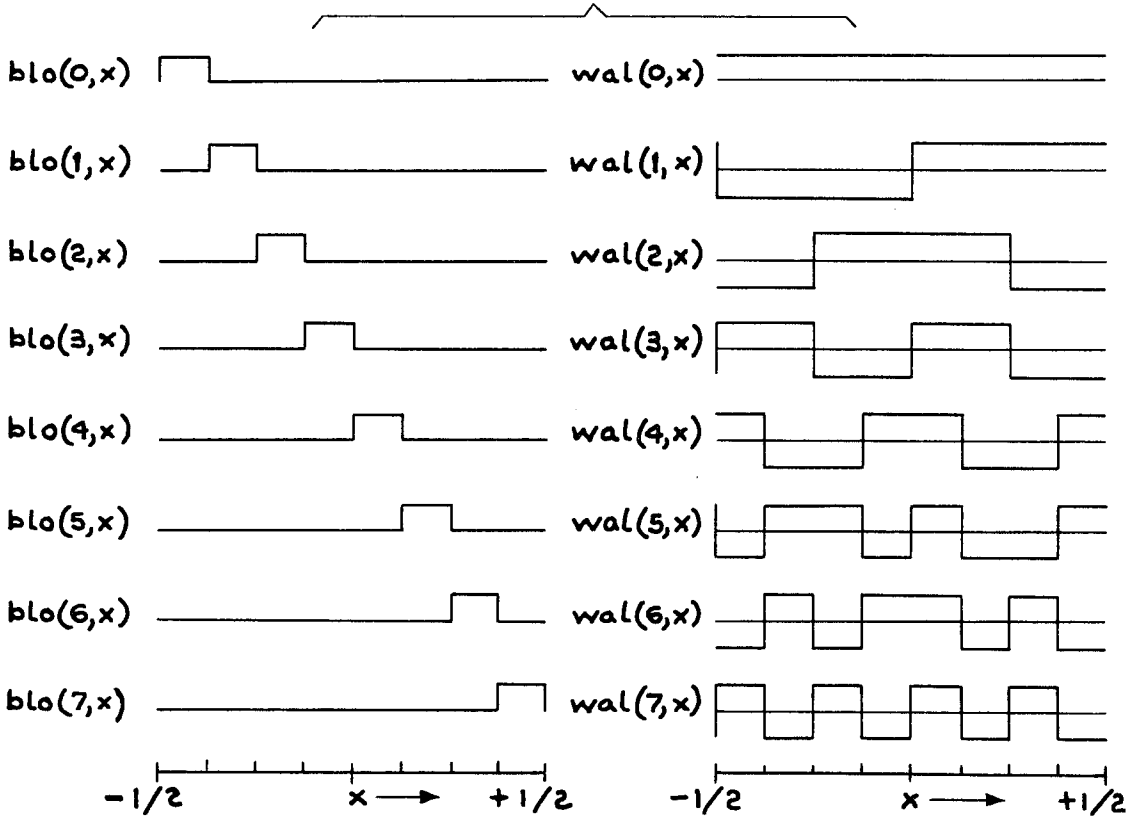 blo(0,x) wal(0,x)
blo(1,x) wal(1,x)
blo(2,x) wal(2,x)
blo(3,x) wal(3,x)
blo(4,x) wal(4,x)
blo(5,x) wal(5,x)
blo(6,x) wal(6,x)
blo(7,x) wal(7,x)
-1/2 x → +1/2 -1/2 x → +1/2